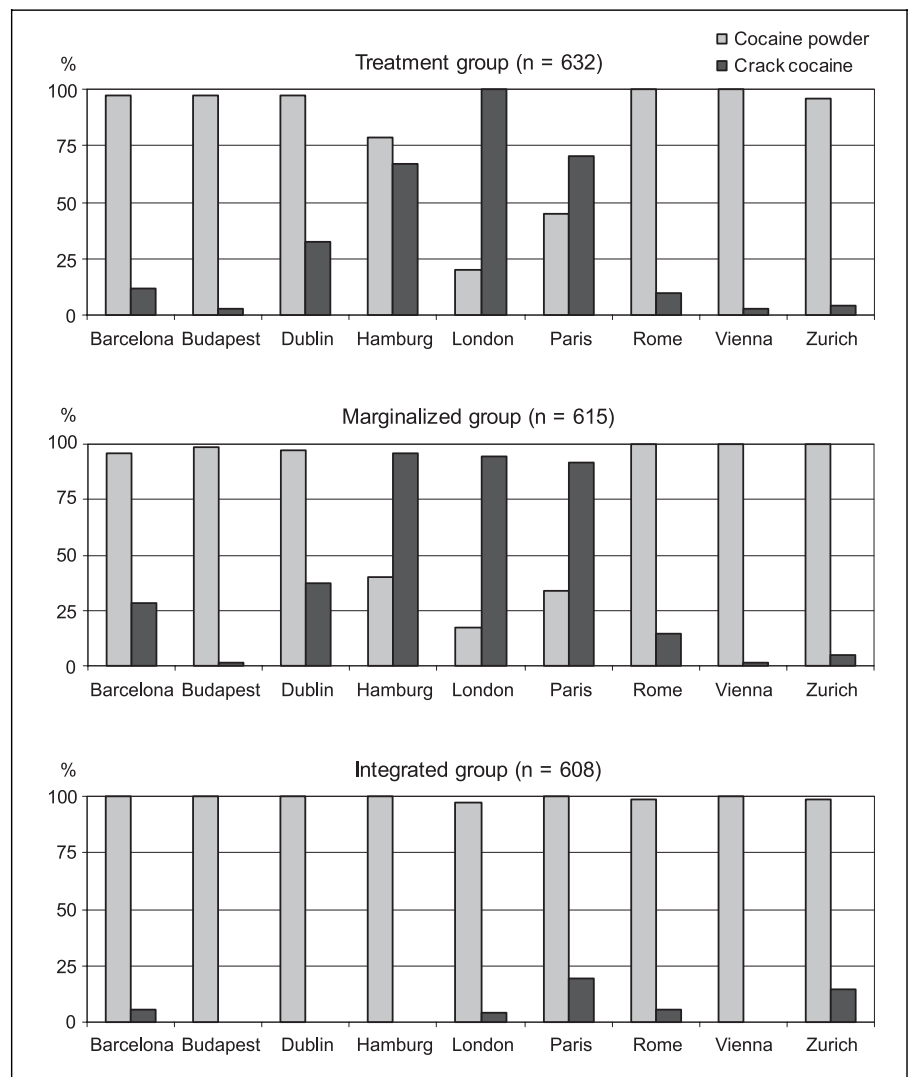 Cocaine powder
Crack cocaine
Treatment group (n = 632)
%
100
75
50
25
0
Barcelona Budapest Dublin Hamburg London Paris Rome Vienna Zurich
Marginalized group (n = 615)
%
100
75
50
25
0
Barcelona Budapest Dublin Hamburg London Paris Rome Vienna Zurich
Integrated group (n = 608)
%
100
75
50
25
0
Barcelona Budapest Dublin Hamburg London Paris Rome Vienna Zurich